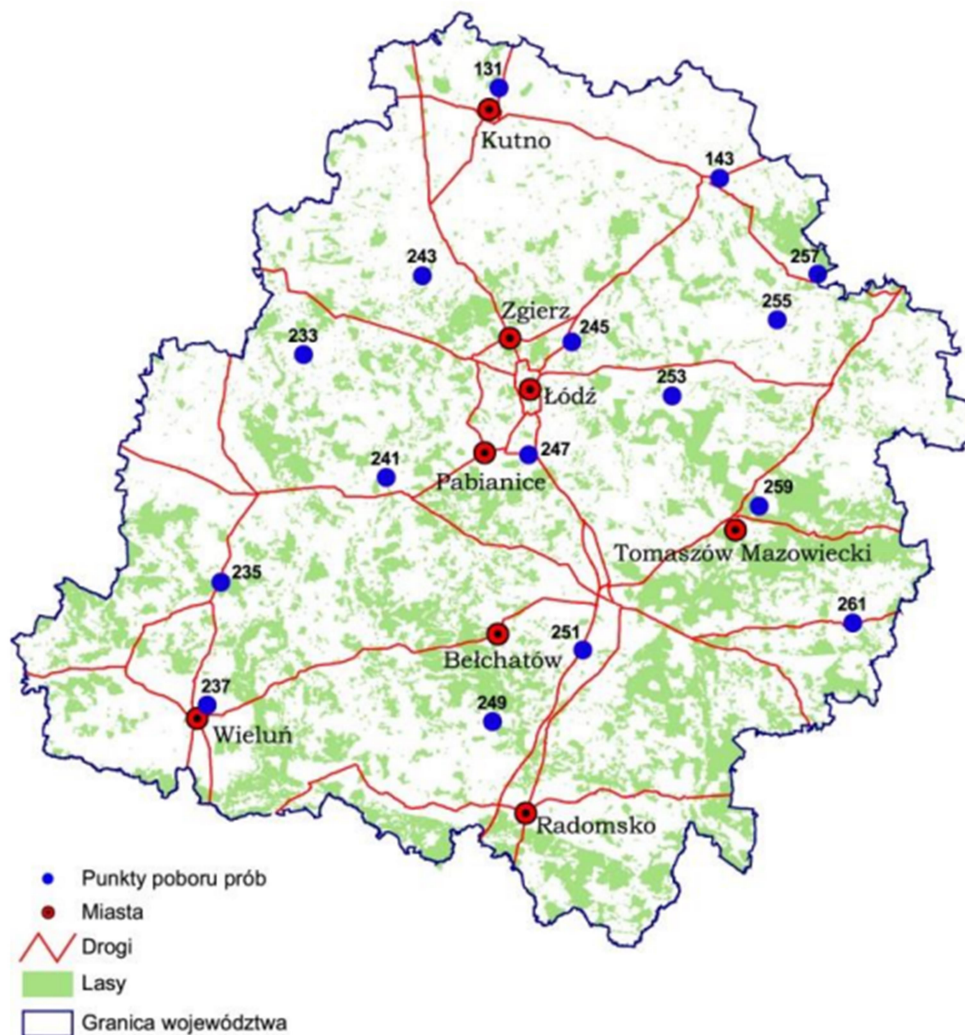 131
Kutno
143
243
257
Zgierz
255
233
245
Łódź
253
241
247
Pabianice
259
Tomaszów Mazowiecki
235
261
251
Bełchatów
237
249
Wieluń
Radomsko
Punkty poboru prób
Miasta
Drogi
Lasy
Granica województwa